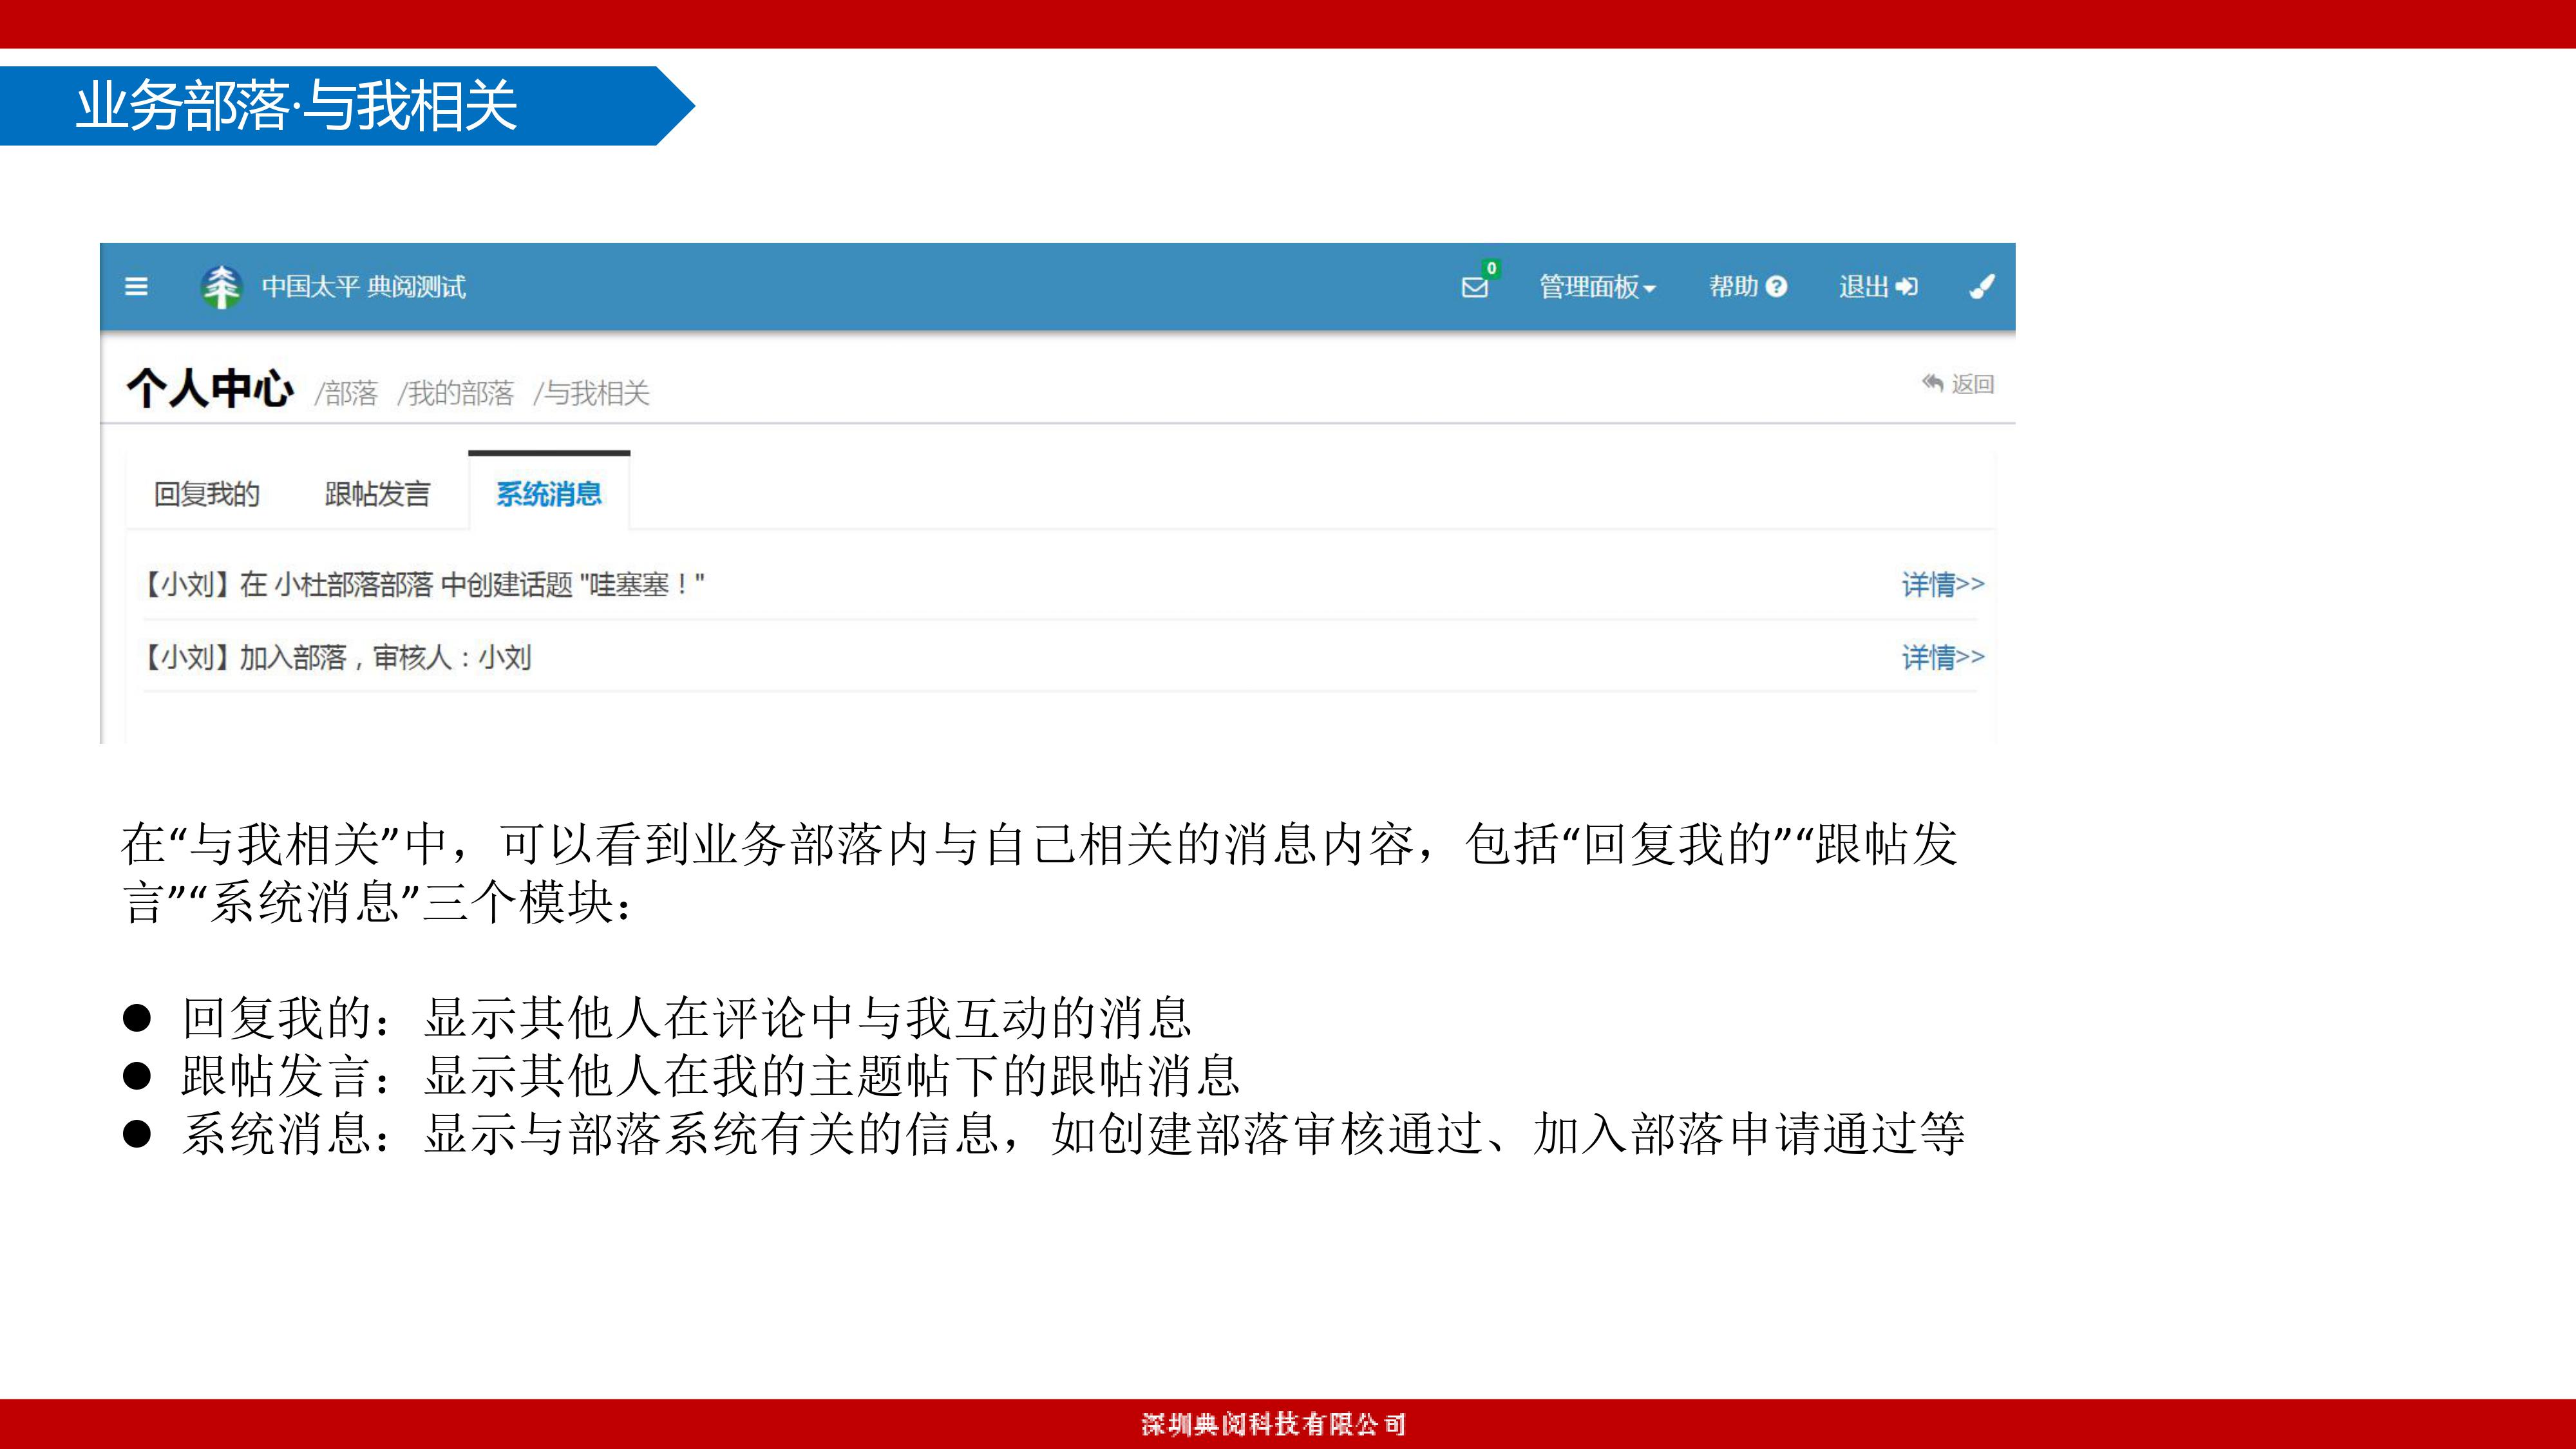 业务部落·与我相关
中国太平 典阅测试
0
管理面板
帮助
退出
个人中心 /部落 /我的部落 /与我相关
返回
回复我的 跟帖发言 系统消息
【小刘】在 小杜部落部落 中创建话题 "哇塞塞！" 详情>>
【小刘】加入部落，审核人：小刘 详情>>
在“与我相关”中，可以看到业务部落内与自己相关的消息内容，包括“回复我的”“跟帖发
言”“系统消息”三个模块：
● 回复我的：显示其他人在评论中与我互动的消息
● 跟帖发言：显示其他人在我的主题帖下的跟帖消息
● 系统消息：显示与部落系统有关的信息，如创建部落审核通过、加入部落申请通过等
深圳典阅科技有限公司